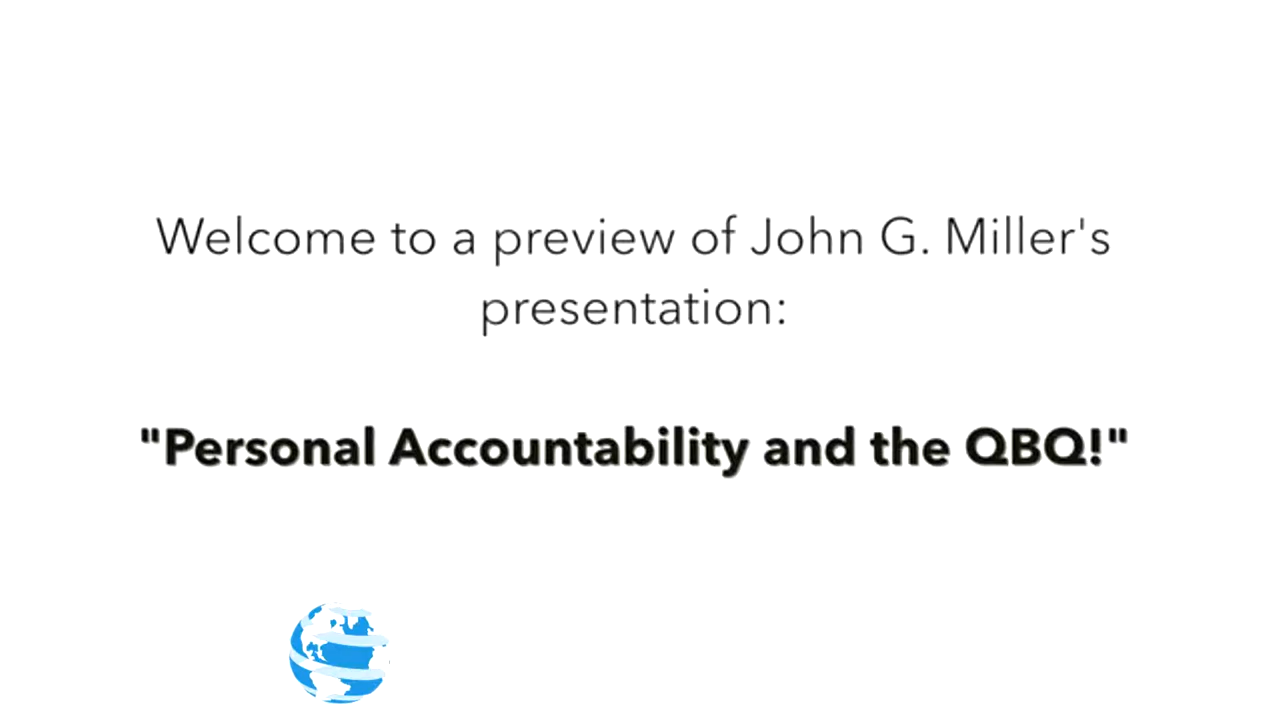 Welcome to a preview of John G. Miller's
presentation:
"Personal Accountability and the QBQ!"